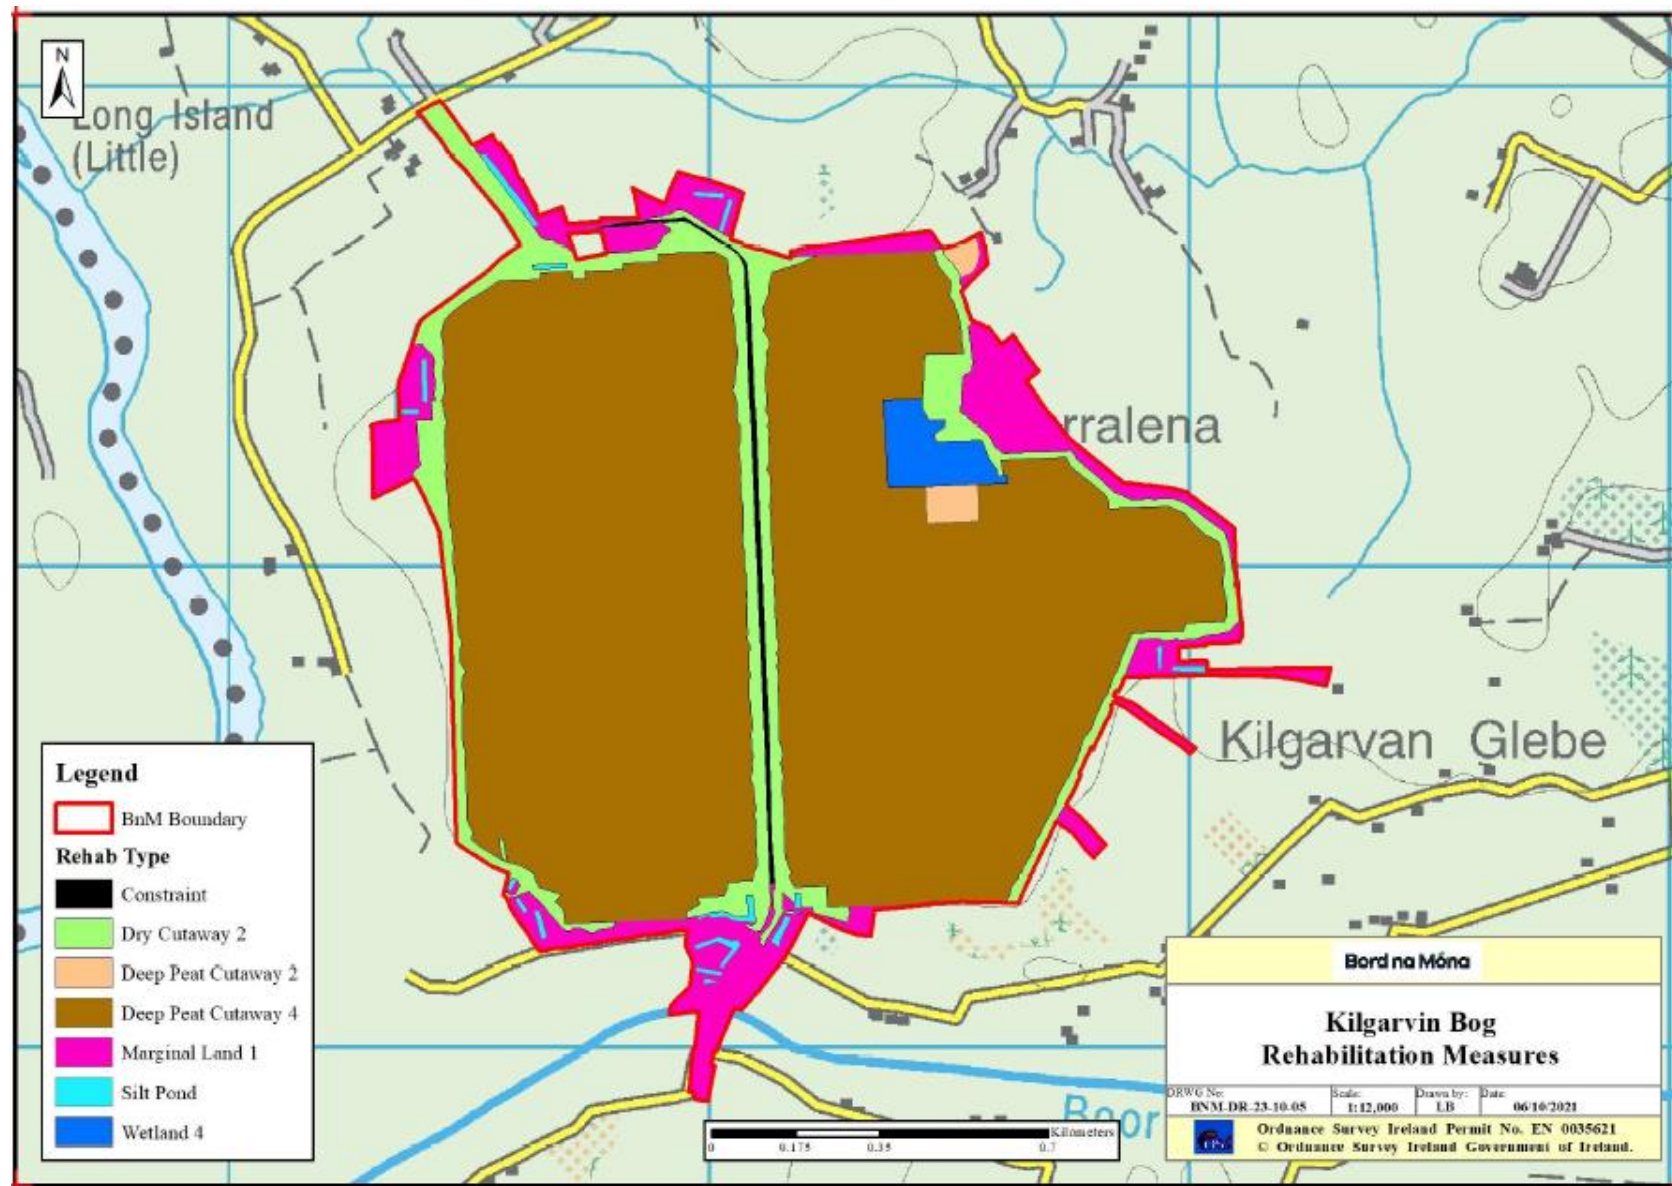 N
Long Island
(Little)
rralena
Kilgarvan Glebe
Boor
Legend
BnM Boundary
Rehab Type
Constraint
Dry Cutaway 2
Deep Peat Cutaway 2
Deep Peat Cutaway 4
Marginal Land 1
Silt Pond
Wetland 4
Kilometers
0 0.175 0.35 0.7
Bord na Móna
Kilgarvin Bog
Rehabilitation Measures
DRWG No: Scale: Drawn by: Date:
BNM-DR-23-10-05 1:12,000 LB 06/10/2021
Ordnance Survey Ireland Permit No. EN 0035621
© Ordnance Survey Ireland Government of Ireland.